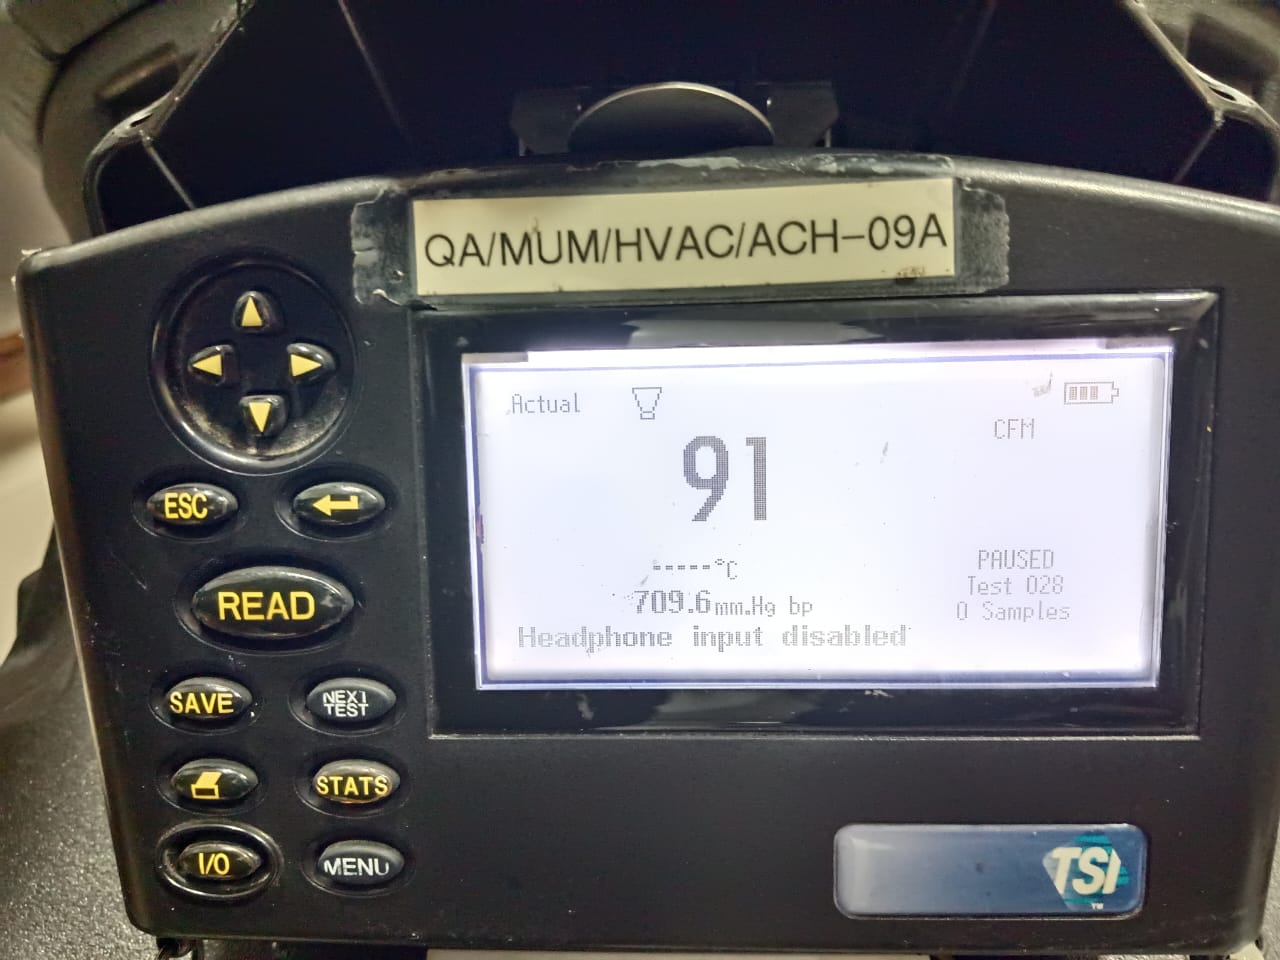 QA/MUM/HVAC/ACH-09A
Actual
CFM
91
-----°C
709.6 mm.Hg bp
Headphone input disabled
PAUSED
Test 028
0 Samples
ESC
READ
SAVE
NEXT
TEST
STATS
I/O
MENU
TSI
TM